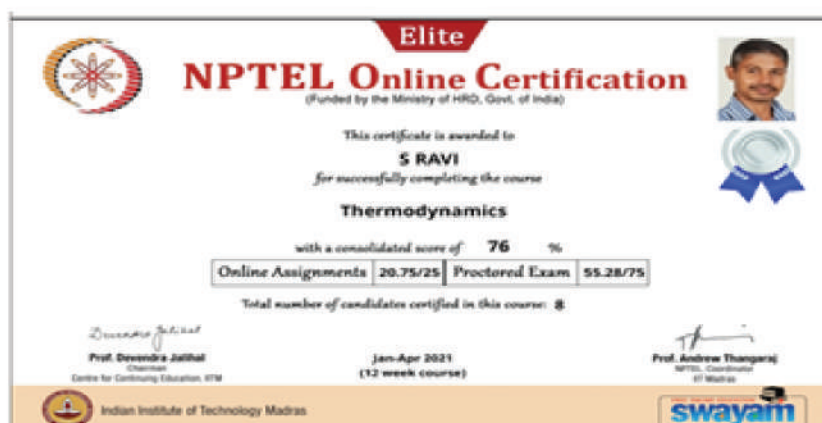 Elite
NPTEL Online Certification
(Funded by the Ministry of HRD, Govt. of India)
This certificate is awarded to
S RAVI
for successfully completing the course
Thermodynamics
with a consolidated score of 76 %
Online Assignments 20.75/25 Proctored Exam 55.28/75
Total number of candidates certified in this course: 8
Devendra Jalihal
Prof. Devendra Jalihal
Chairman
Centre for Continuing Education, IITM
Jan-Apr 2021
(12 week course)
Prof. Andrew Thangaraj
NPTEL, Coordinator
IIT Madras
Indian Institute of Technology Madras
swayam